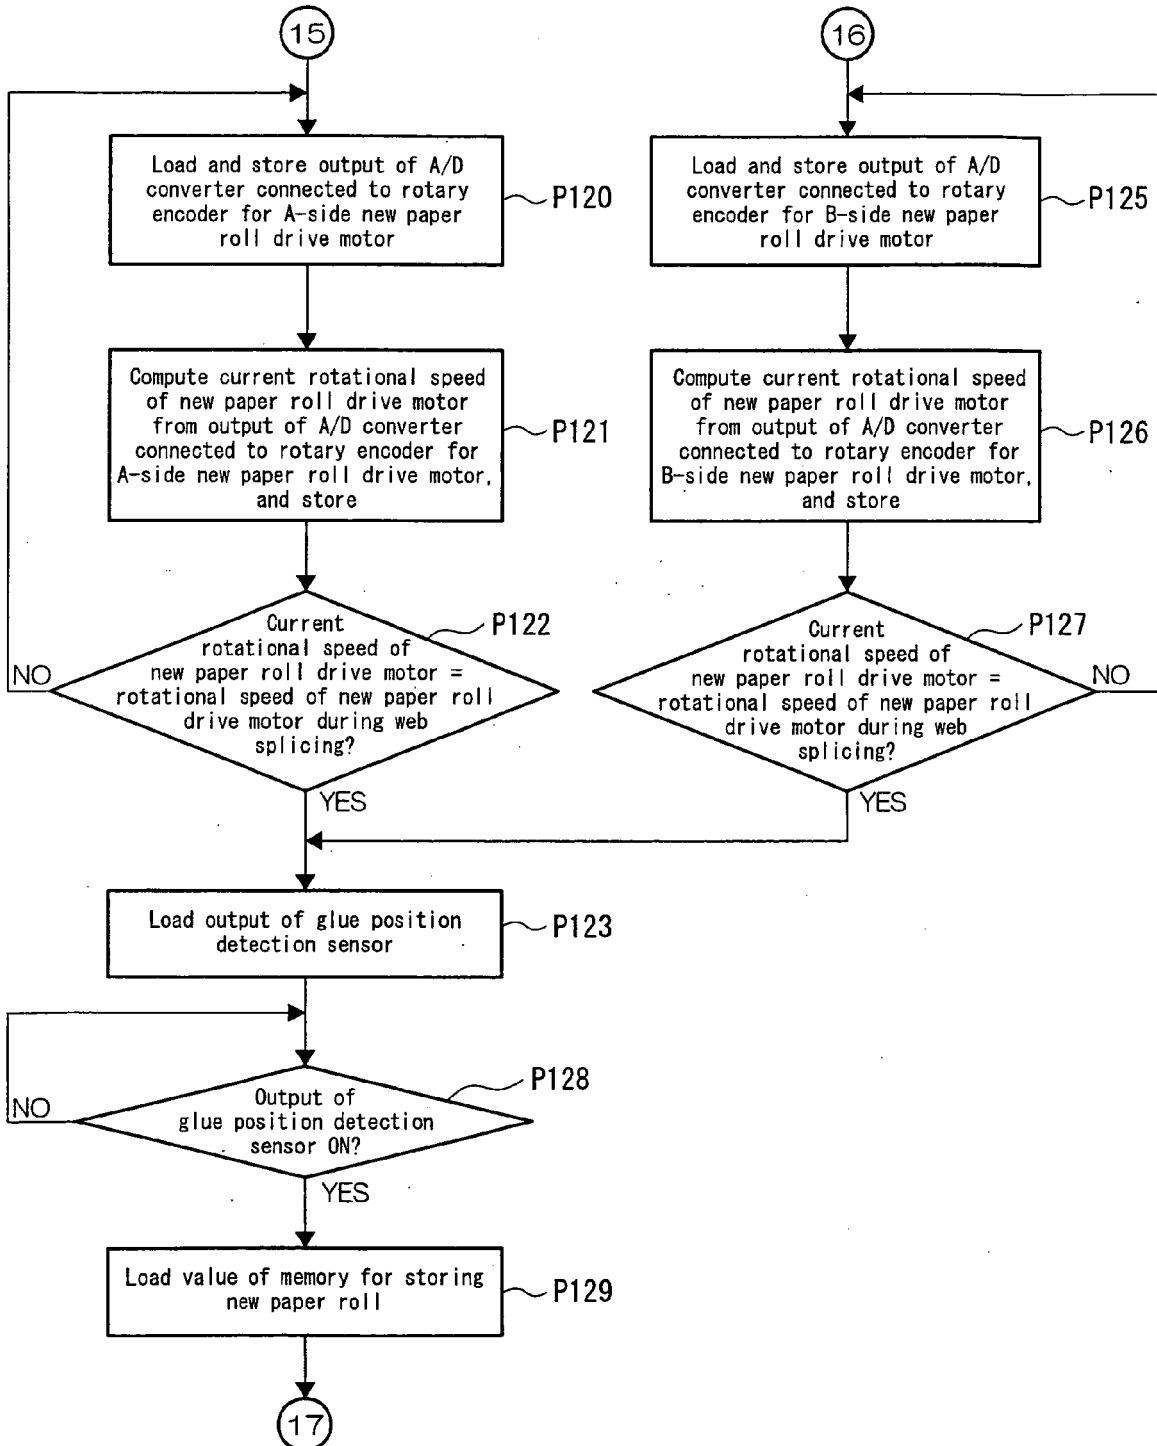 15
Load and store output of A/D
converter connected to rotary
encoder for A-side new paper
roll drive motor
P120
Compute current rotational speed
of new paper roll drive motor
from output of A/D converter
connected to rotary encoder for
A-side new paper roll drive motor,
and store
P121
Current
rotational speed of
new paper roll drive motor =
rotational speed of new paper roll
drive motor during web
splicing?
P122
NO
YES
16
Load and store output of A/D
converter connected to rotary
encoder for B-side new paper
roll drive motor
P125
Compute current rotational speed
of new paper roll drive motor
from output of A/D converter
connected to rotary encoder for
B-side new paper roll drive motor,
and store
P126
Current
rotational speed of
new paper roll drive motor =
rotational speed of new paper roll
drive motor during web
splicing?
P127
NO
YES
Load output of glue position
detection sensor
P123
Output of
glue position detection
sensor ON?
P128
NO
YES
Load value of memory for storing
new paper roll
P129
17